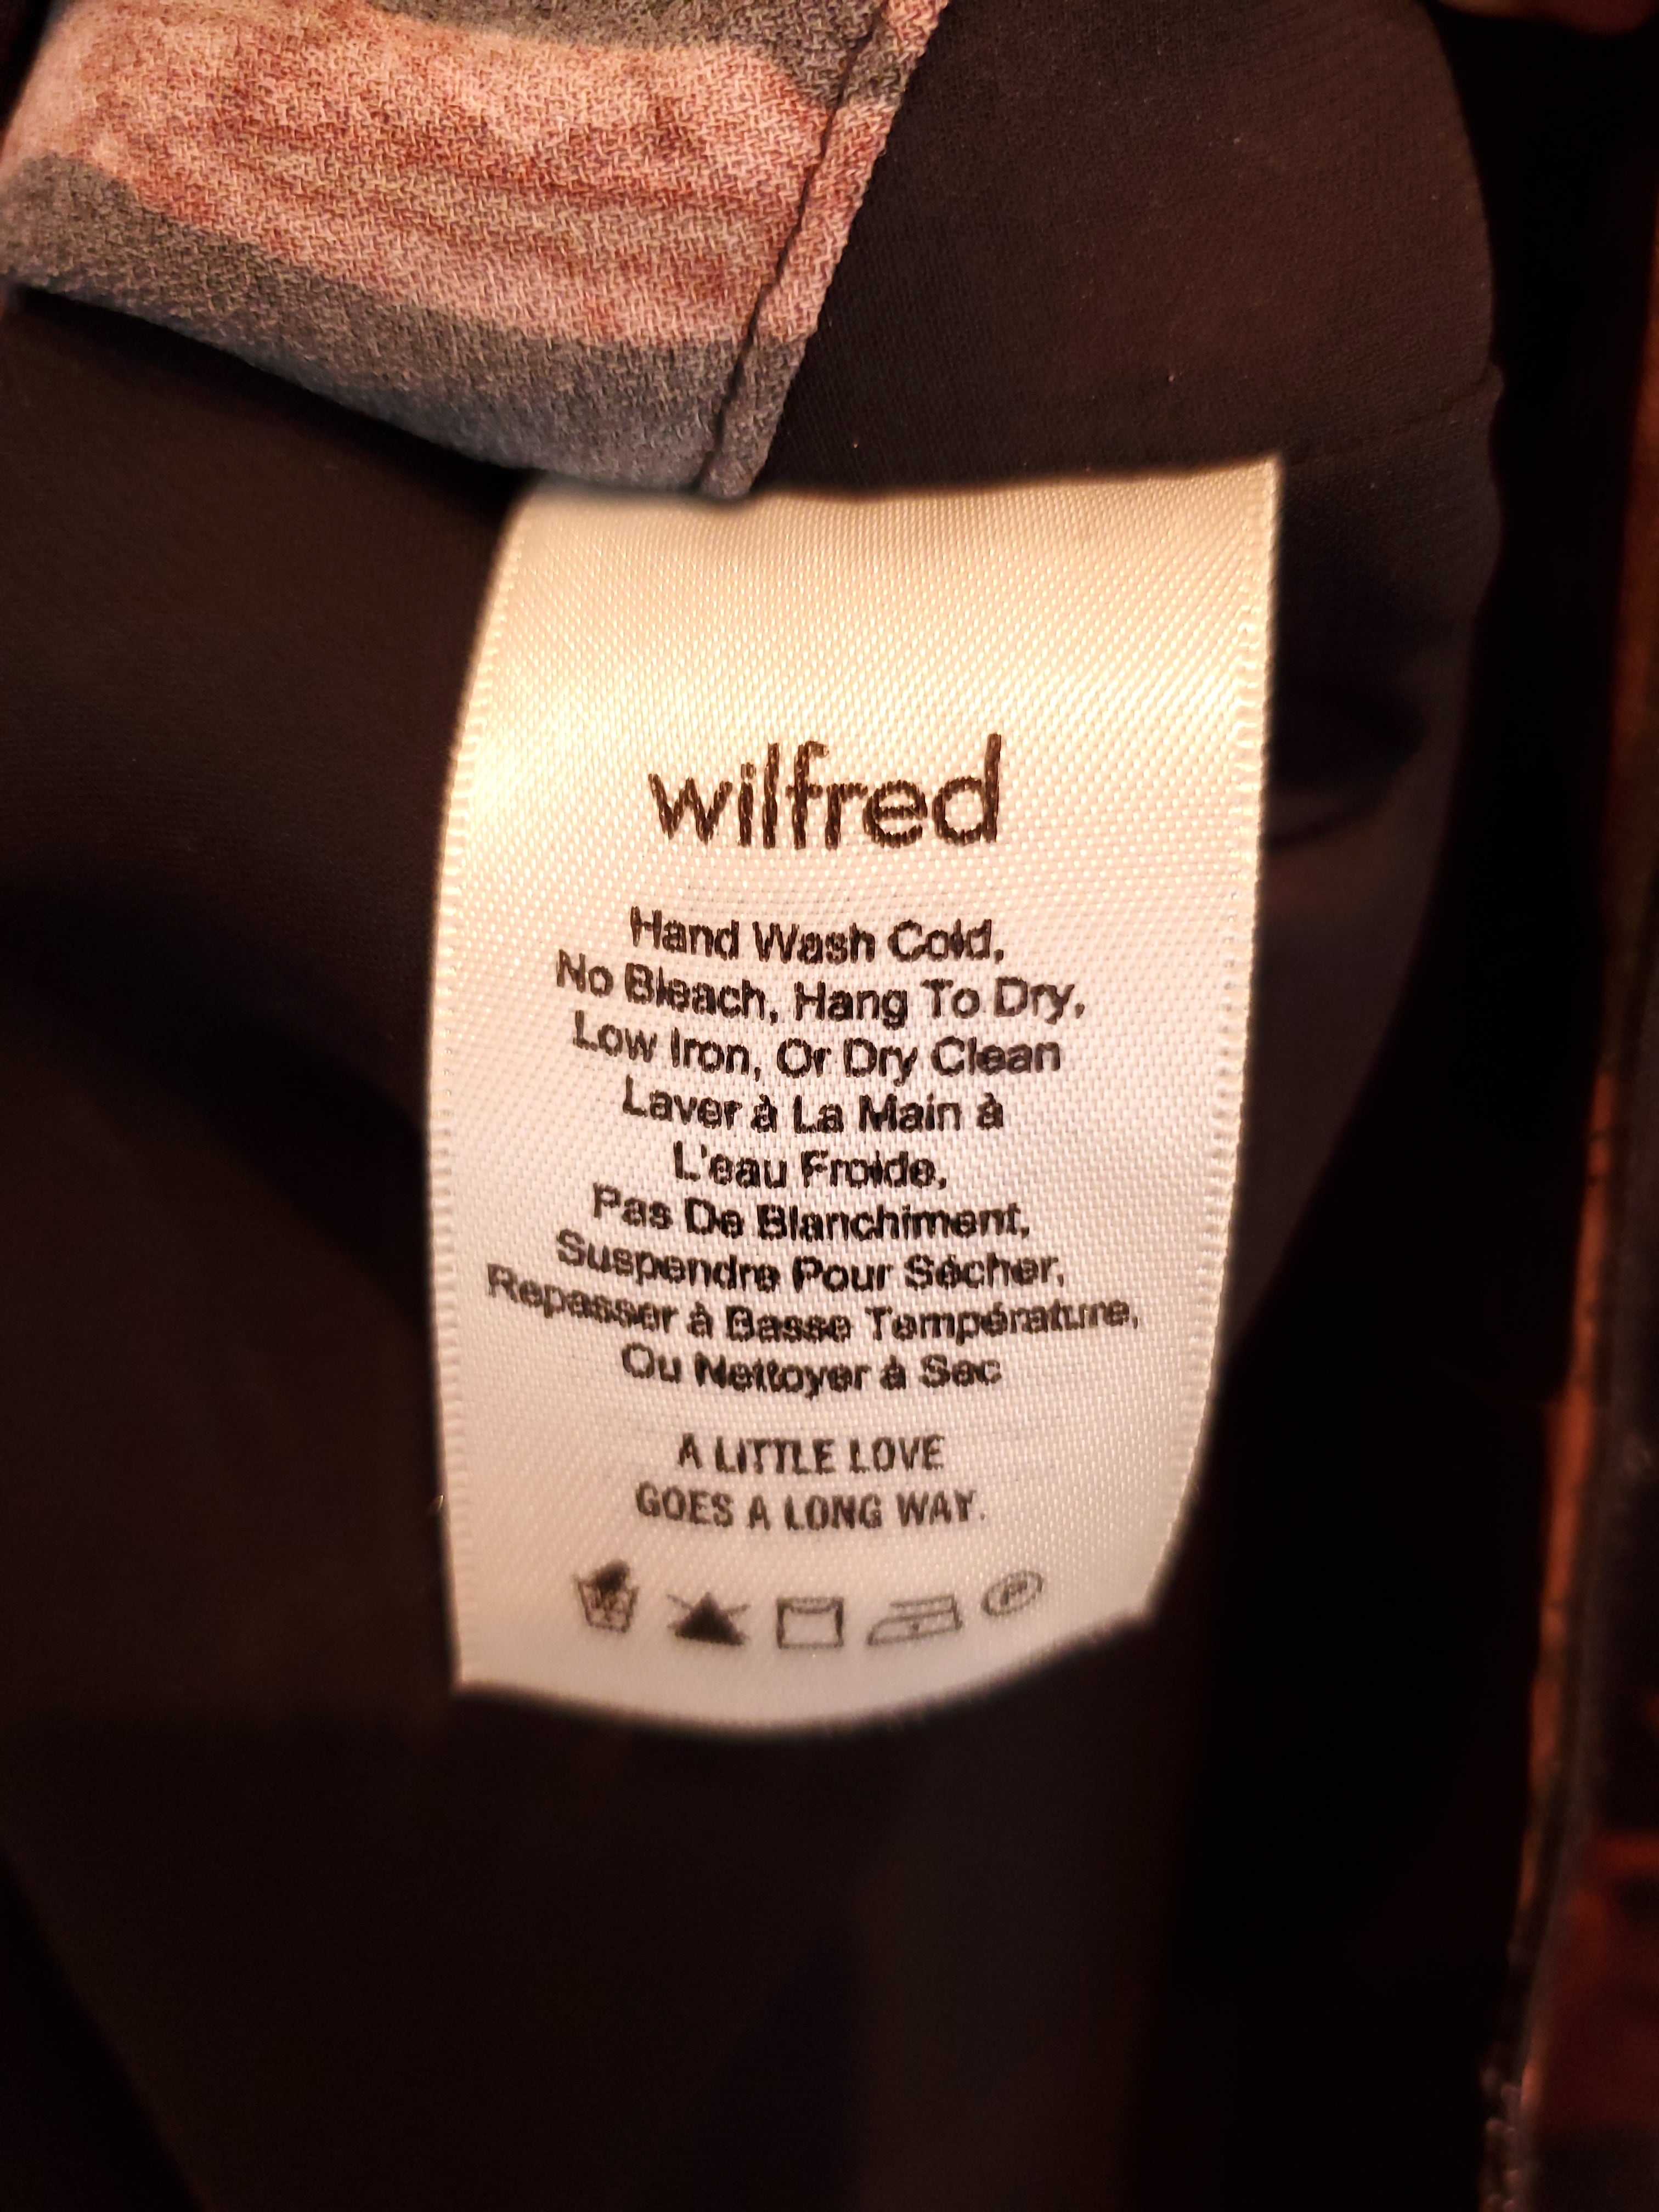 wilfred
Hand Wash Cold,
No Bleach, Hang To Dry,
Low Iron, Or Dry Clean
Laver à La Main à
L'eau Froide,
Pas De Blanchiment,
Suspendre Pour Sécher,
Repasser à Basse Température,
Ou Nettoyer à Sec
A LITTLE LOVE
GOES A LONG WAY.
P